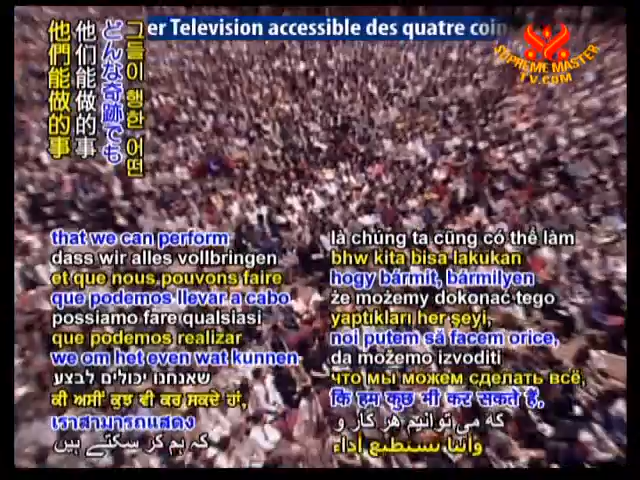 er Television accessible des quatre coin
SUPREME MASTER
TV.COM
그들이 행한 어떤
どんな奇跡でも
他们能做的事
他們能做的事
that we can perform
dass wir alles vollbringen
et que nous pouvons faire
que podemos llevar a cabo
possiamo fare qualsiasi
que podemos realizar
we om het even wat kunnen
שאנחנו יכולים לבצע
ਕੀ ਅਸੀਂ ਕੁਝ ਵੀ ਕਰ ਸਕਦੇ ਹਾਂ,
เราสามารถแสดง
کہ ہم کر سکتے ہیں
là chúng ta cũng có thể làm
bhw kita bisa lakukan
hogy bármit, bármilyen
że możemy dokonać tego
yaptıkları her şeyi,
noi putem să facem orice,
da možemo izvoditi
что мы можем сделать всё,
कि हम कुछ भी कर सकते हैं,
که می توانیم هر کار و
وأننا نستطيع أداء